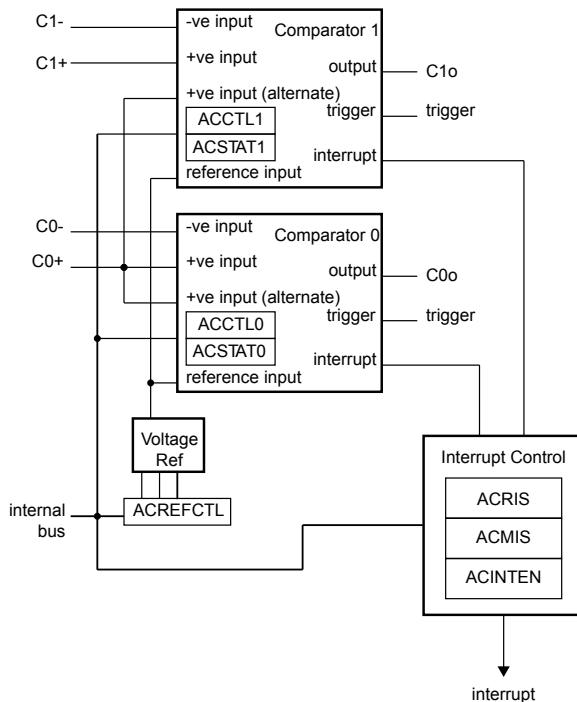 C1-
-ve input
Comparator 1
C1+
+ve input
output
C1o
+ve input (alternate)
trigger
trigger
ACCTL1
ACSTAT1
interrupt
reference input
C0-
-ve input
Comparator 0
C0+
+ve input
output
C0o
+ve input (alternate)
trigger
trigger
ACCTL0
ACSTAT0
interrupt
reference input
Voltage
Ref
Interrupt Control
internal
bus
ACREFCTL
ACRIS
ACMIS
ACINTEN
interrupt